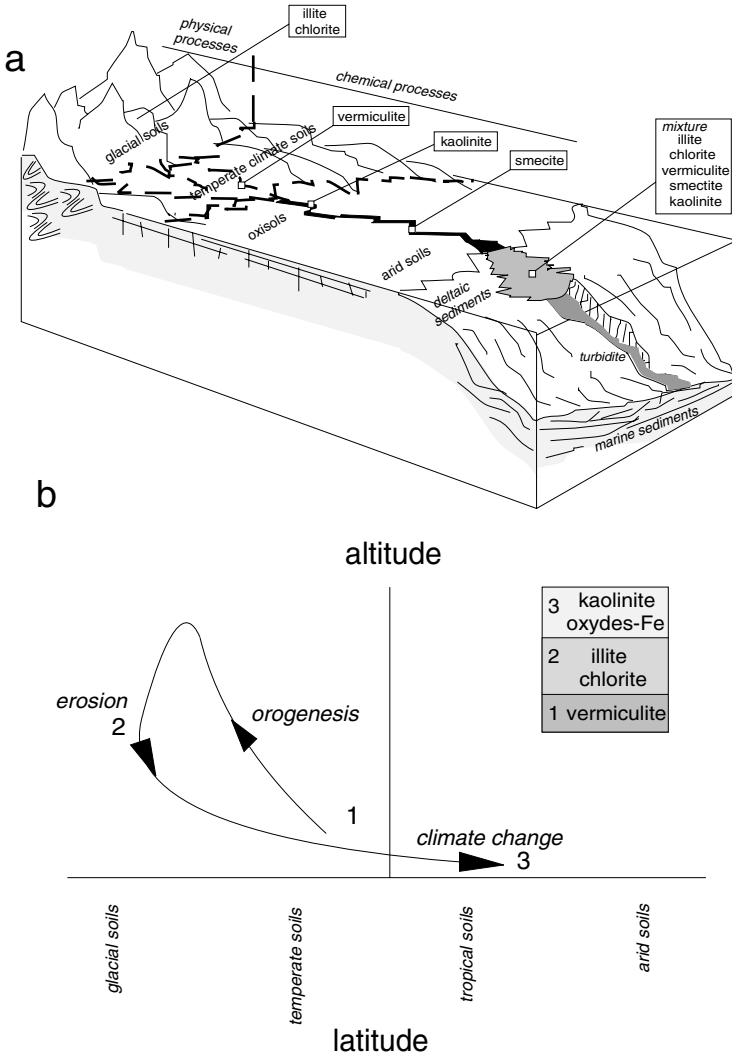 a
physical
processes
illite
chlorite
chemical processes
glacial soils
temperate climate soils
vermiculite
kaolinite
smecite
mixture
illite
chlorite
vermiculite
smectite
kaolinite
oxisols
arid soils
deltaic
sediments
turbidite
marine sediments
b
altitude
3 kaolinite
oxydes-Fe
2 illite
chlorite
1 vermiculite
erosion
2
orogenesis
1
climate change
3
glacial soils
temperate soils
tropical soils
arid soils
latitude